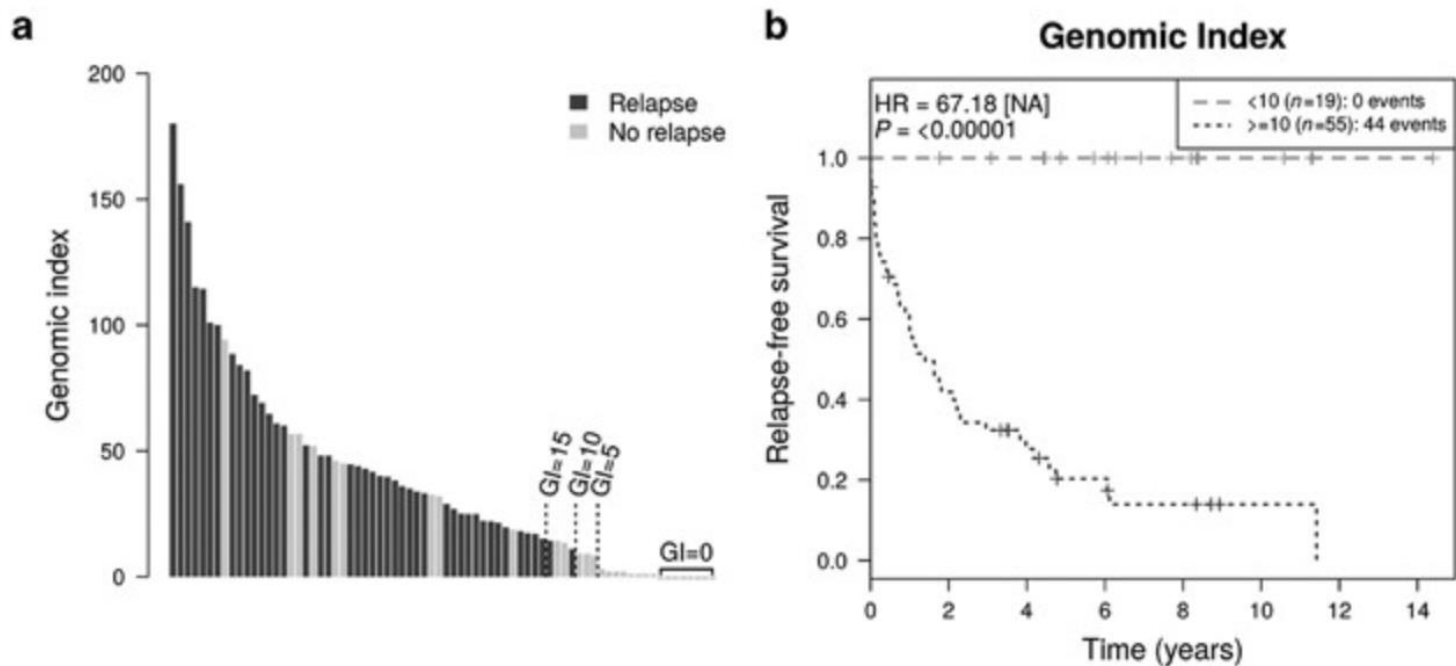 a
200
150
100
50
0
Genomic index
Relapse
No relapse
GI=15
GI=10
GI=5
GI=0
b
Genomic Index
HR = 67.18 [NA]
P = <0.00001
<10 (n=19): 0 events
>=10 (n=55): 44 events
1.0
0.8
0.6
0.4
0.2
0.0
Relapse-free survival
0 2 4 6 8 10 12 14
Time (years)